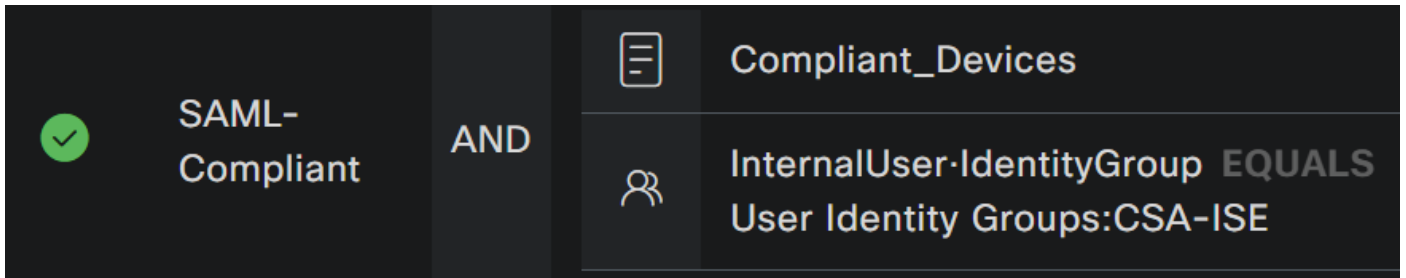 SAML-
Compliant
AND
Compliant_Devices
InternalUser·IdentityGroup EQUALS
User Identity Groups:CSA-ISE